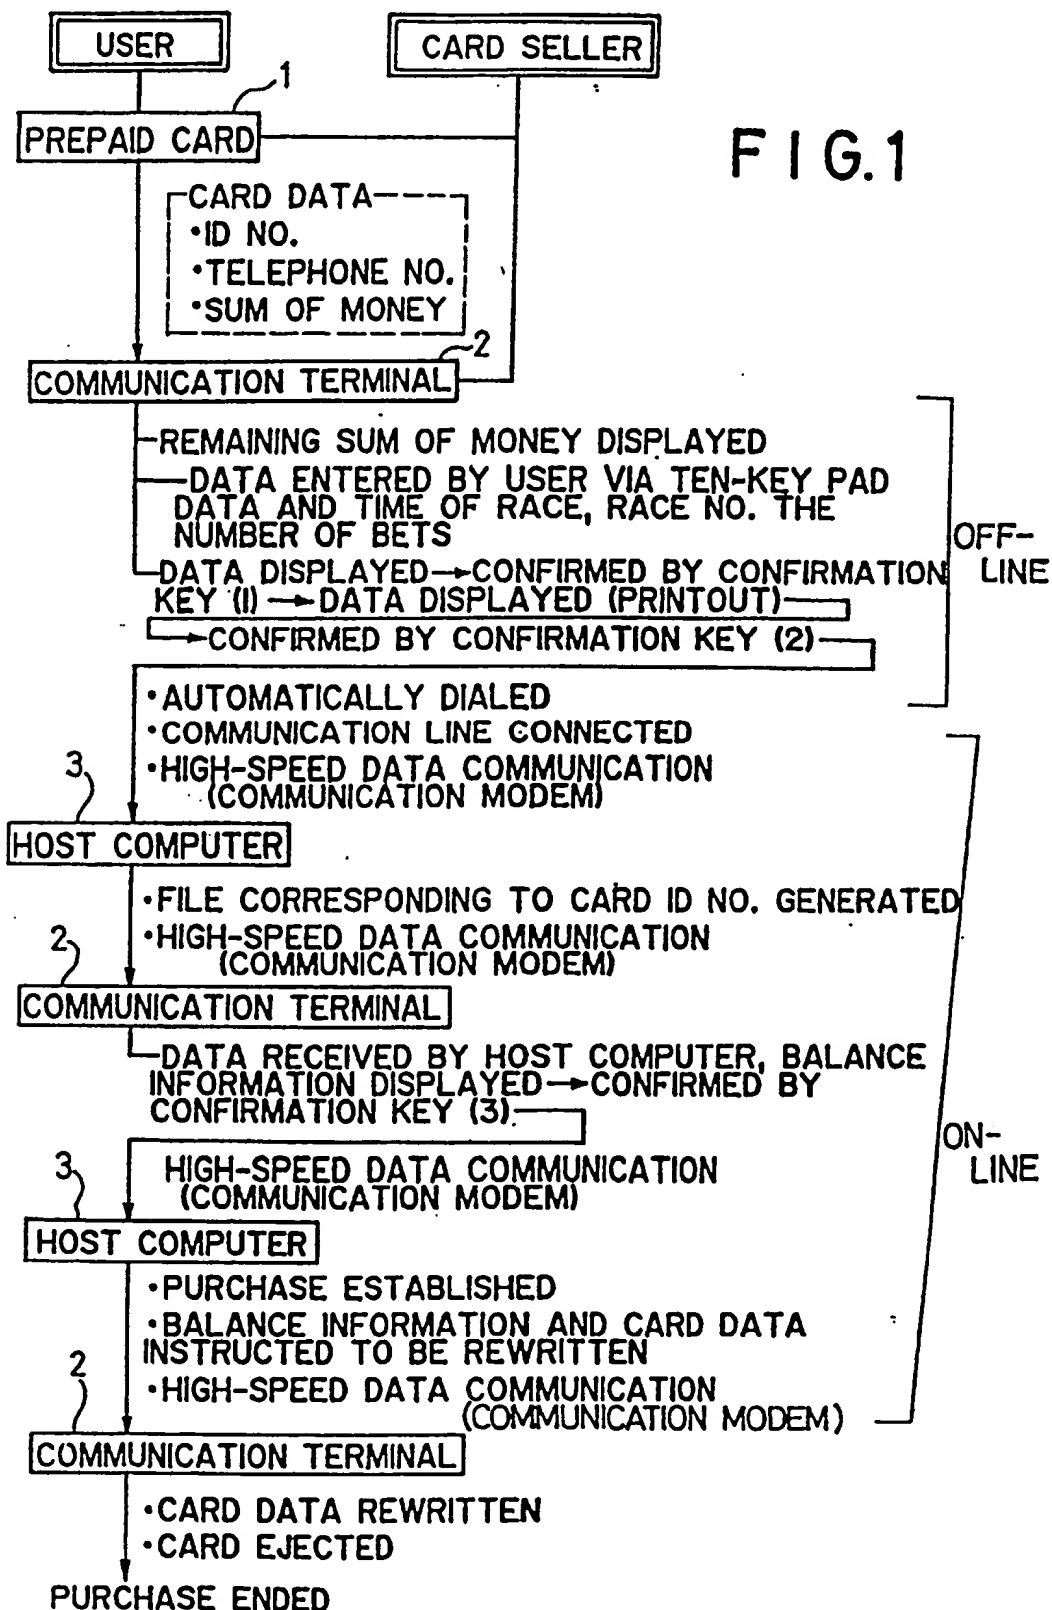 USER
CARD SELLER
1
PREPAID CARD
FIG.1
CARD DATA
•ID NO.
•TELEPHONE NO.
•SUM OF MONEY
2
COMMUNICATION TERMINAL
REMAINING SUM OF MONEY DISPLAYED
DATA ENTERED BY USER VIA TEN-KEY PAD
DATA AND TIME OF RACE, RACE NO. THE
NUMBER OF BETS
OFF-
LINE
DATA DISPLAYED→CONFIRMED BY CONFIRMATION
KEY (1)→DATA DISPLAYED (PRINTOUT)
→CONFIRMED BY CONFIRMATION KEY (2)
•AUTOMATICALLY DIALED
•COMMUNICATION LINE CONNECTED
•HIGH-SPEED DATA COMMUNICATION
(COMMUNICATION MODEM)
3
HOST COMPUTER
•FILE CORRESPONDING TO CARD ID NO. GENERATED
•HIGH-SPEED DATA COMMUNICATION
(COMMUNICATION MODEM)
2
COMMUNICATION TERMINAL
DATA RECEIVED BY HOST COMPUTER, BALANCE
INFORMATION DISPLAYED→CONFIRMED BY
CONFIRMATION KEY (3)
ON-
LINE
HIGH-SPEED DATA COMMUNICATION
(COMMUNICATION MODEM)
3
HOST COMPUTER
•PURCHASE ESTABLISHED
•BALANCE INFORMATION AND CARD DATA
INSTRUCTED TO BE REWRITTEN
•HIGH-SPEED DATA COMMUNICATION
(COMMUNICATION MODEM)
2
COMMUNICATION TERMINAL
•CARD DATA REWRITTEN
•CARD EJECTED
PURCHASE ENDED